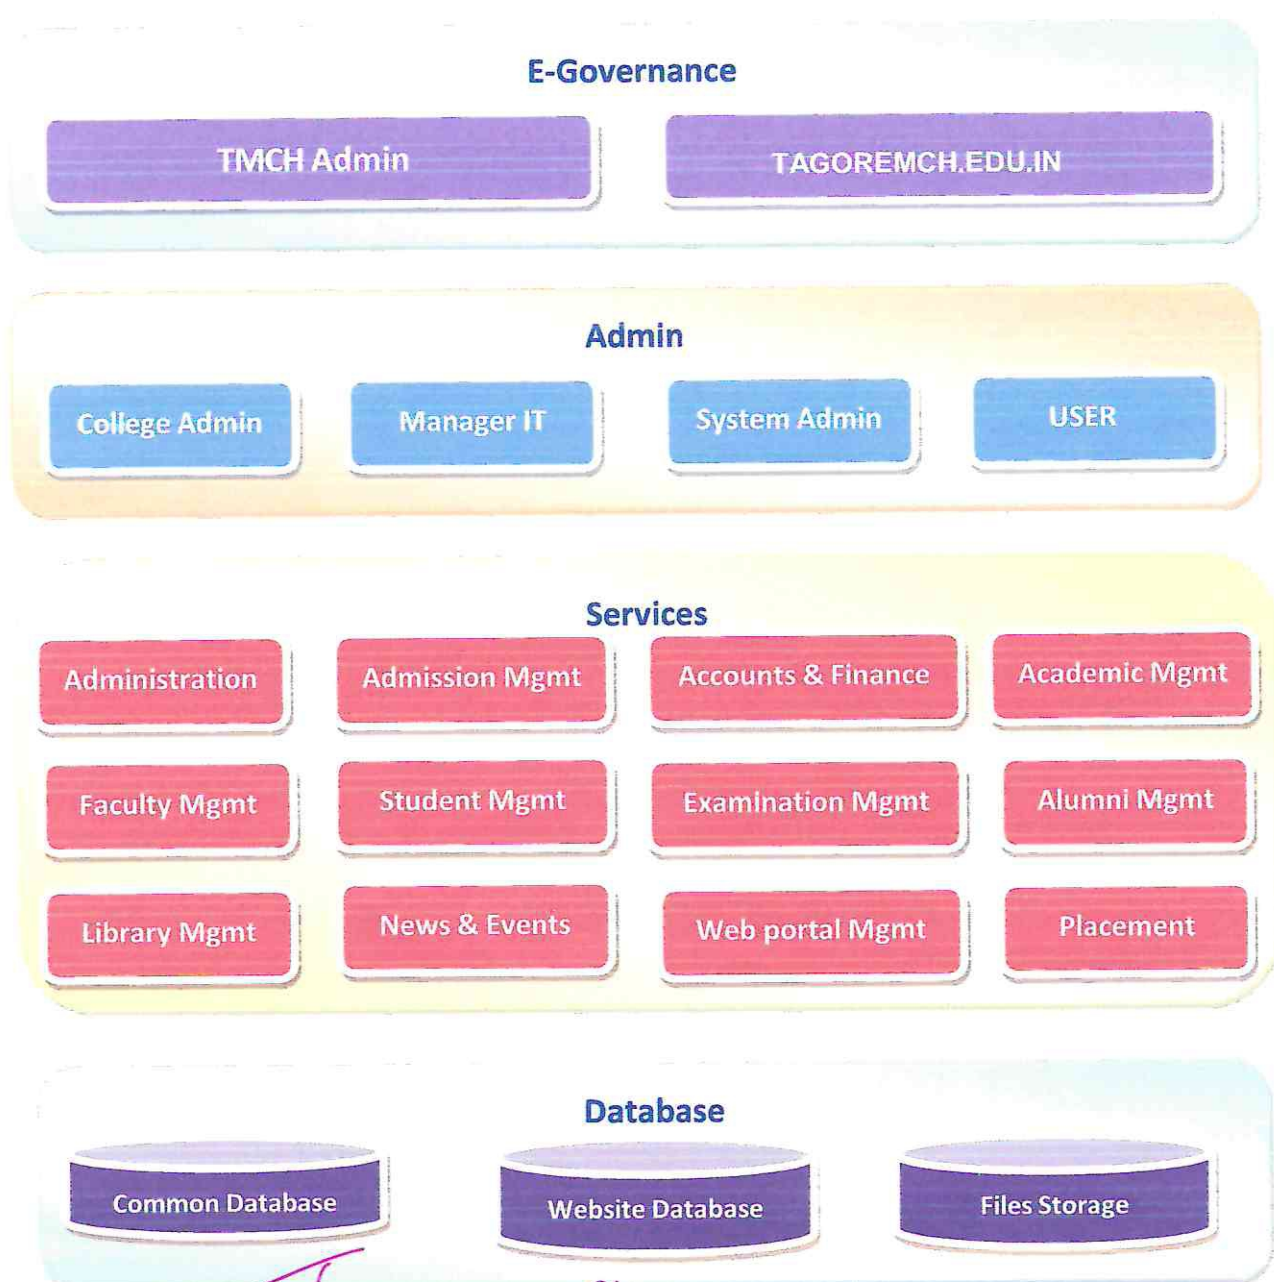 E-Governance
TMCH Admin
TAGOREMCH.EDU.IN
Admin
College Admin
Manager IT
System Admin
USER
Services
Administration
Admission Mgmt
Accounts & Finance
Academic Mgmt
Faculty Mgmt
Student Mgmt
Examination Mgmt
Alumni Mgmt
Library Mgmt
News & Events
Web portal Mgmt
Placement
Database
Common Database
Website Database
Files Storage